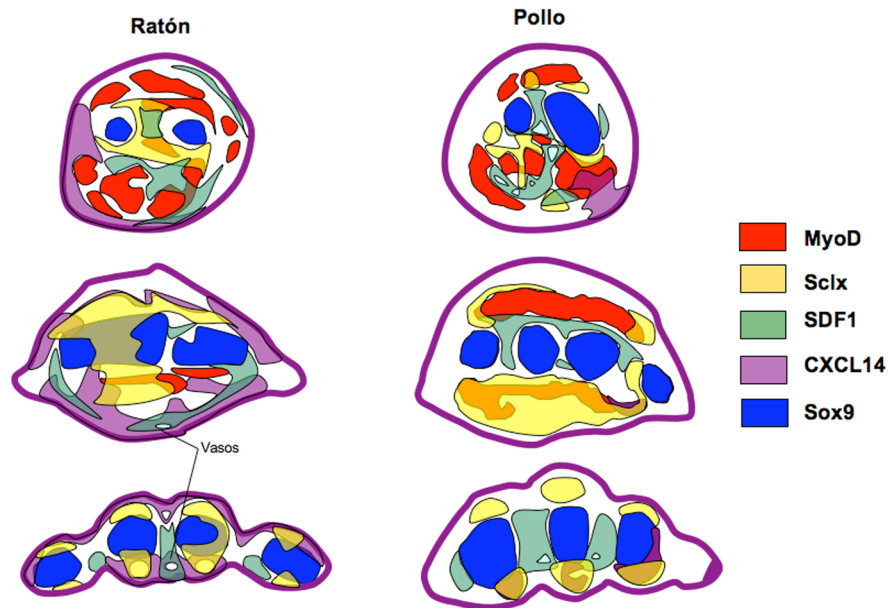 Ratón
Pollo
MyoD
Sclx
SDF1
CXCL14
Sox9
Vasos